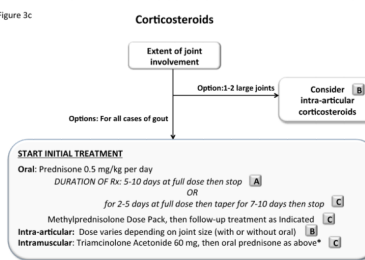 Figure 3c
Corticosteroids
Extent of joint
involvement
Option:1-2 large joints
Consider B
intra-articular
corticosteroids
Options: For all cases of gout
START INITIAL TREATMENT
Oral: Prednisone 0.5 mg/kg per day
DURATION OF Rx: 5-10 days at full dose then stop A
OR
for 2-5 days at full dose then taper for 7-10 days then stop C
Methylprednisolone Dose Pack, then follow-up treatment as Indicated C
Intra-articular: Dose varies depending on joint size (with or without oral) B
Intramuscular: Triamcinolone Acetonide 60 mg, then oral prednisone as above* C